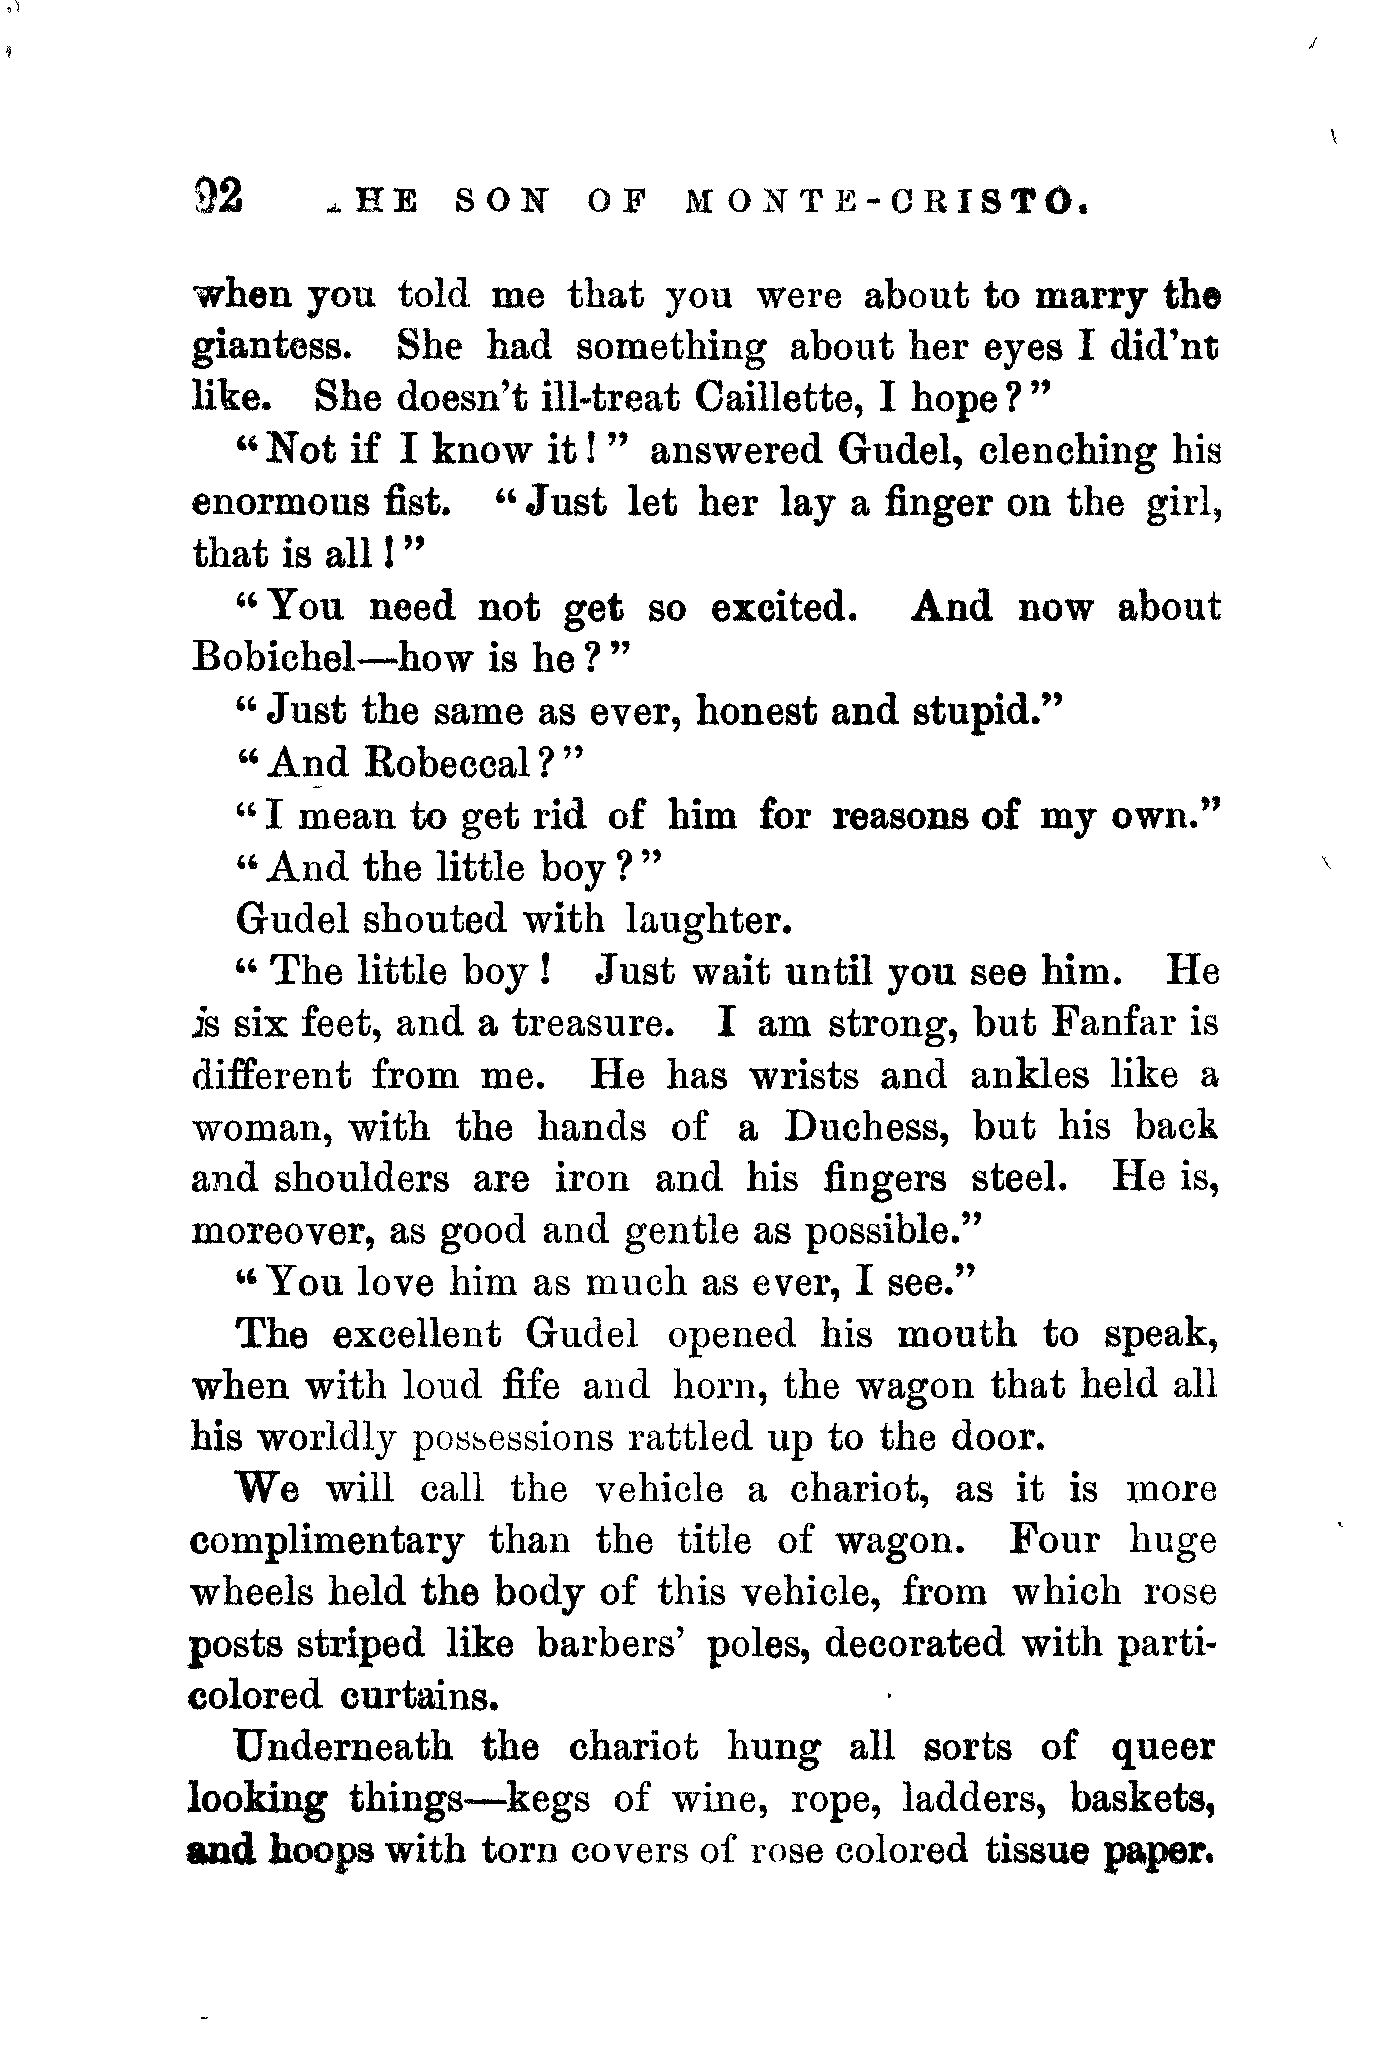 92 THE SON OF MONTE-CRISTO.
when you told me that you were about to marry the
giantess. She had something about her eyes I did'nt
like. She doesn't ill-treat Caillette, I hope?"
"Not if I know it!" answered Gudel, clenching his
enormous fist. "Just let her lay a finger on the girl,
that is all!"
"You need not get so excited. And now about
Bobichel—how is he?"
"Just the same as ever, honest and stupid."
"And Robeccal?"
"I mean to get rid of him for reasons of my own."
"And the little boy?"
Gudel shouted with laughter.
"The little boy! Just wait until you see him. He
is six feet, and a treasure. I am strong, but Fanfar is
different from me. He has wrists and ankles like a
woman, with the hands of a Duchess, but his back
and shoulders are iron and his fingers steel. He is,
moreover, as good and gentle as possible."
"You love him as much as ever, I see."
The excellent Gudel opened his mouth to speak,
when with loud fife and horn, the wagon that held all
his worldly possessions rattled up to the door.
We will call the vehicle a chariot, as it is more
complimentary than the title of wagon. Four huge
wheels held the body of this vehicle, from which rose
posts striped like barbers' poles, decorated with parti-
colored curtains.
Underneath the chariot hung all sorts of queer
looking things—kegs of wine, rope, ladders, baskets,
and hoops with torn covers of rose colored tissue paper.